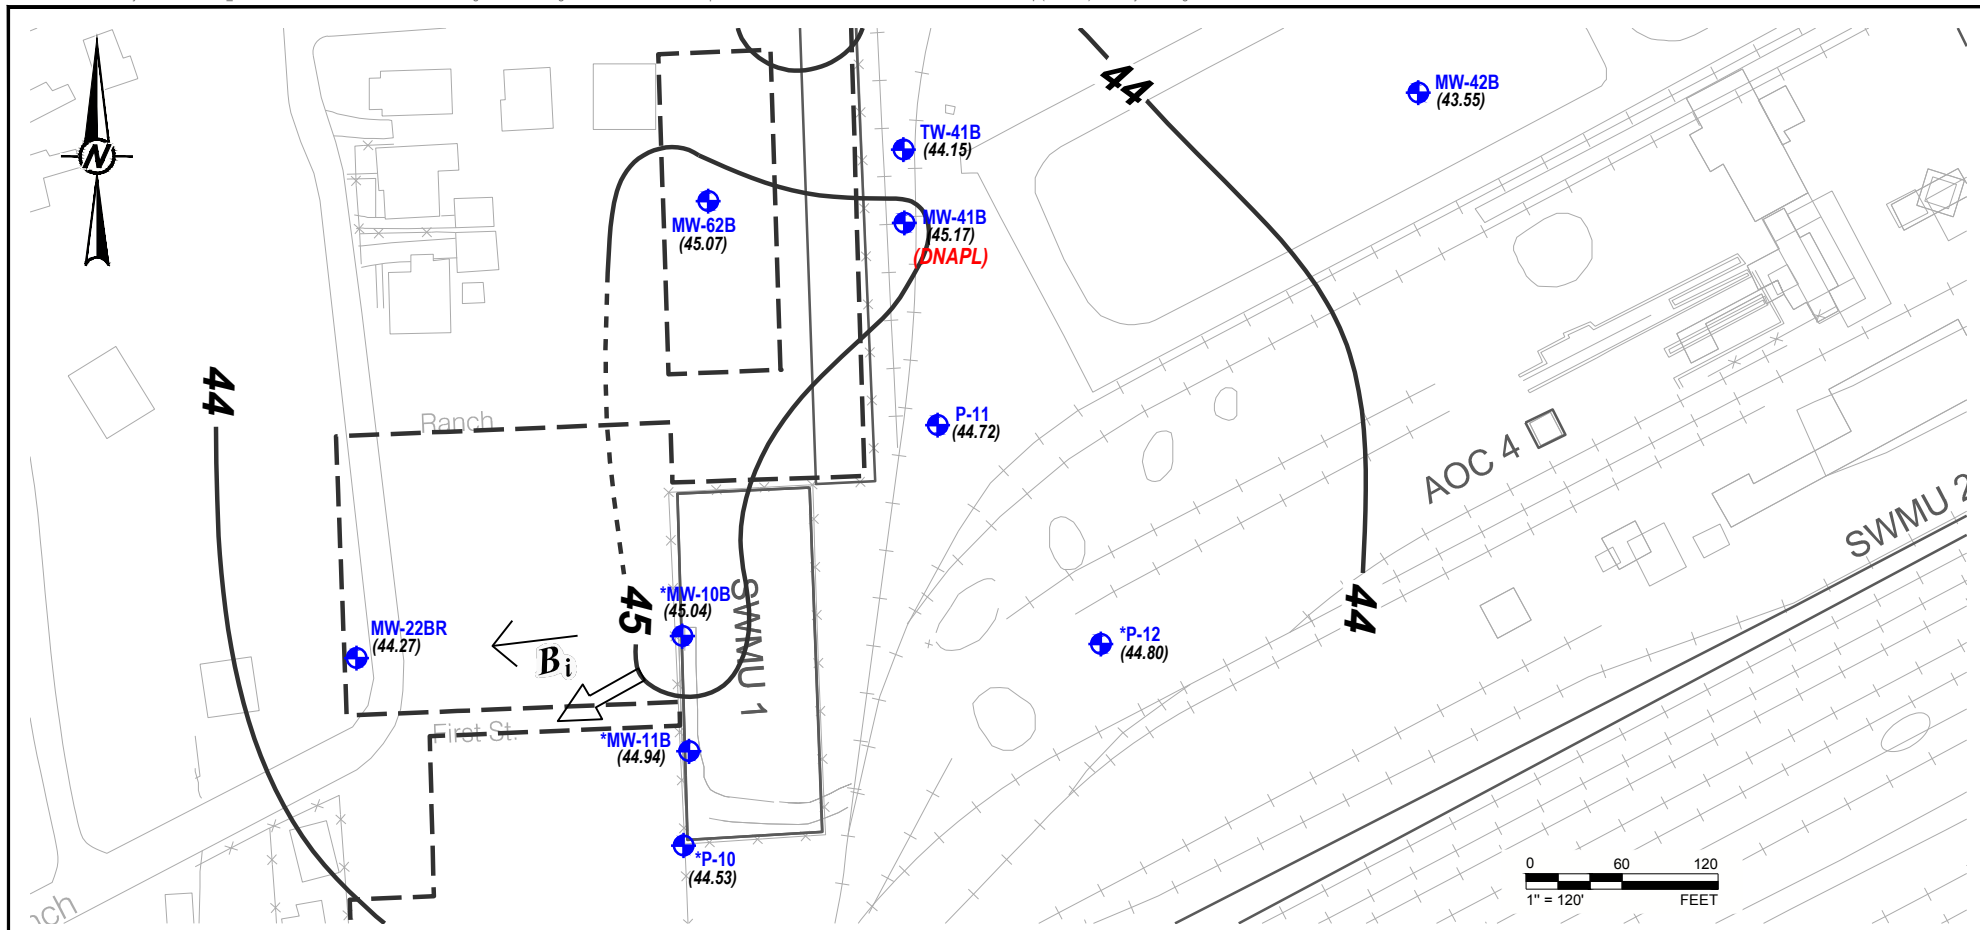 N
44
MW-42B
(43.55)
TW-41B
(44.15)
MW-62B
(45.07)
MW-41B
(45.17)
(DNAPL)
44
Ranch
P-11
(44.72)
AOC 4
SWMU 2
*MW-10B
(45.04)
45
SWMU 1
44
MW-22BR
(44.27)
Bi
*P-12
(44.80)
First St.
*MW-11B
(44.94)
*P-10
(44.53)
0 60 120
1" = 120' FEET